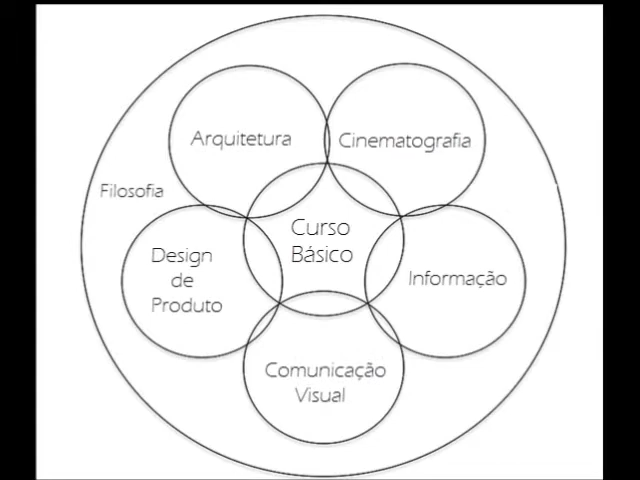 Arquitetura
Cinematografia
Filosofia
Curso
Básico
Design
de
Produto
Informação
Comunicação
Visual